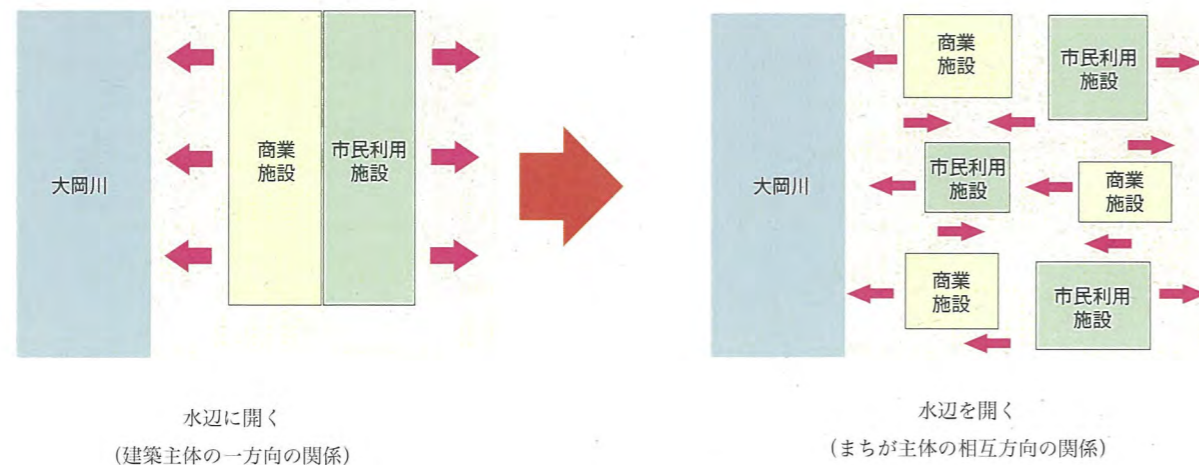 大岡川
商業
施設
市民利用
施設
水辺に開く
(建築主体の一方向の関係)
大岡川
商業
施設
市民利用
施設
市民利用
施設
商業
施設
商業
施設
市民利用
施設
水辺を開く
(まちが主体の相互方向の関係)